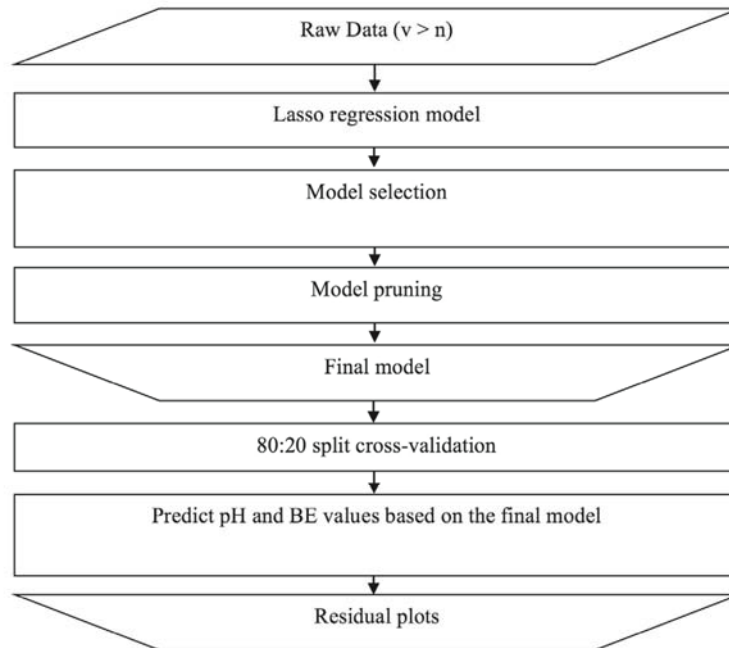 Raw Data (v > n)
Lasso regression model
Model selection
Model pruning
Final model
80:20 split cross-validation
Predict pH and BE values based on the final model
Residual plots